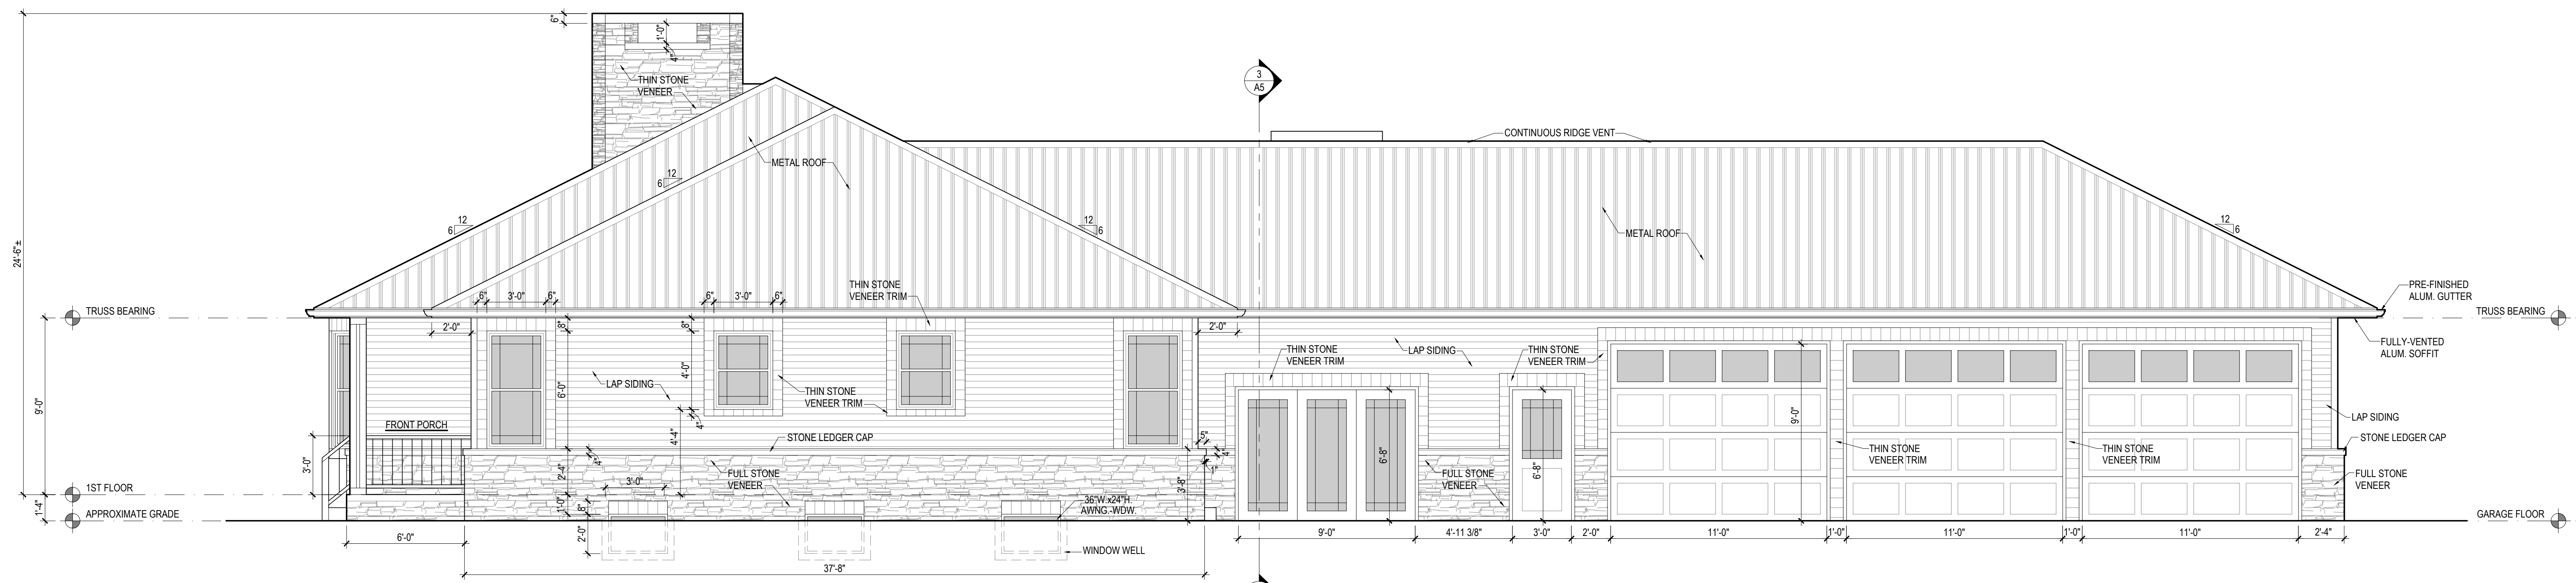 6"
1'-0"
4"
THIN STONE
VENEER
3
A5
CONTINUOUS RIDGE VENT
METAL ROOF
12
6
12
6
12
6
12
6
METAL ROOF
24'-6"±
PRE-FINISHED
ALUM. GUTTER
THIN STONE
VENEER TRIM
6"
3'-0"
6"
6"
3'-0"
6"
TRUSS BEARING
TRUSS BEARING
2'-0"
8"
8"
2'-0"
FULLY-VENTED
ALUM. SOFFIT
THIN STONE
VENEER TRIM
LAP SIDING
THIN STONE
VENEER TRIM
4'-0"
6'-0"
LAP SIDING
THIN STONE
VENEER TRIM
4"
9'-0"
9'-0"
LAP SIDING
FRONT PORCH
4'-4"
STONE LEDGER CAP
5"
4"
STONE LEDGER CAP
3'-0"
4"
2'-4"
FULL STONE
VENEER
1"
3'-8"
6'-8"
6'-8"
FULL STONE
VENEER
THIN STONE
VENEER TRIM
THIN STONE
VENEER TRIM
FULL STONE
VENEER
1ST FLOOR
3'-0"
1'-0"
8"
36"W.x24"H.
AWNG.-WDW.
1'-4"
APPROXIMATE GRADE
GARAGE FLOOR
2'-0"
WINDOW WELL
6'-0"
37'-8"
9'-0"
4'-11 3/8"
3'-0"
2'-0"
11'-0"
1'-0"
11'-0"
1'-0"
11'-0"
2'-4"